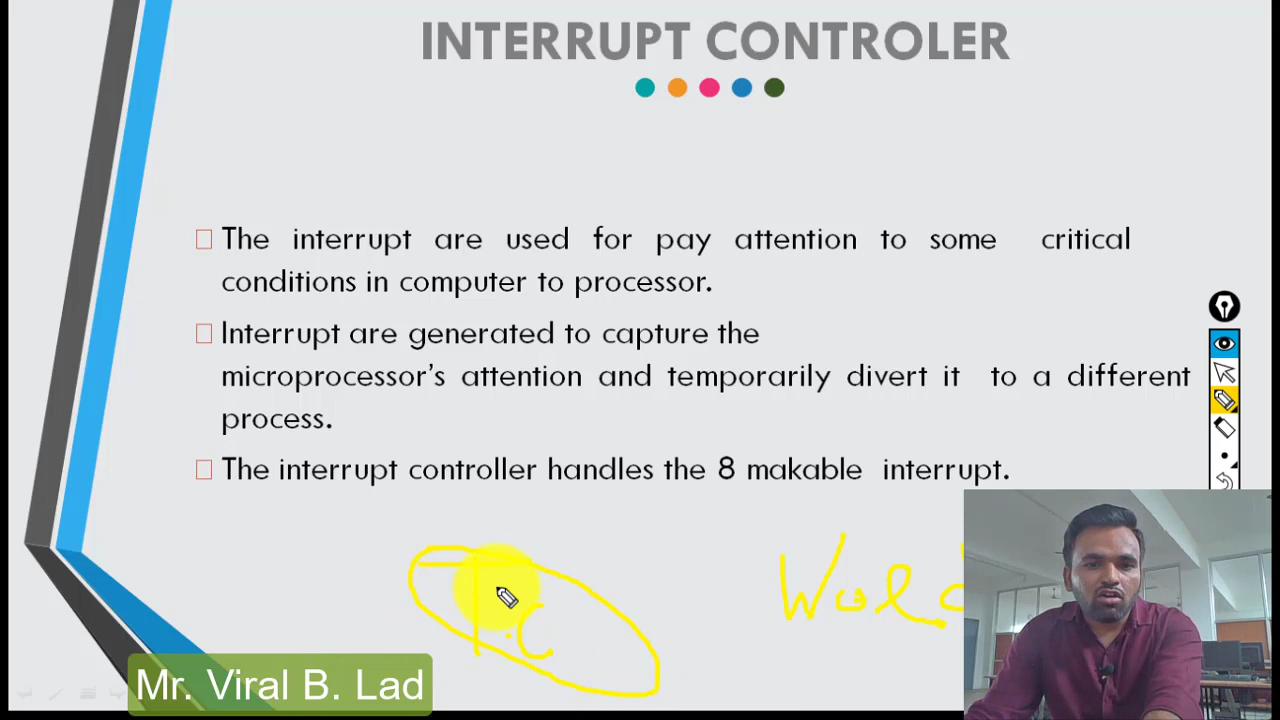 INTERRUPT CONTROLER
The interrupt are used for pay attention to some critical
conditions in computer to processor.
Interrupt are generated to capture the
microprocessor's attention and temporarily divert it to a different
process.
The interrupt controller handles the 8 makable interrupt.
Mr. Viral B. Lad